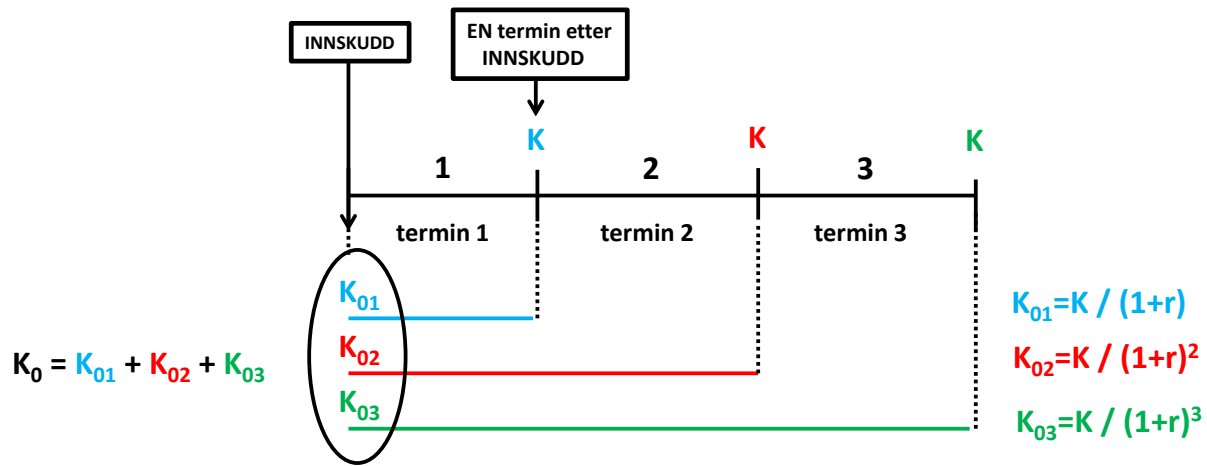 INNSKUDD
EN termin etter
INNSKUDD
K
K
K
1
2
3
termin 1
termin 2
termin 3
K₀₁
K₀₂
K₀₃
K₀ = K₀₁ + K₀₂ + K₀₃
K₀₁=K / (1+r)
K₀₂=K / (1+r)²
K₀₃=K / (1+r)³